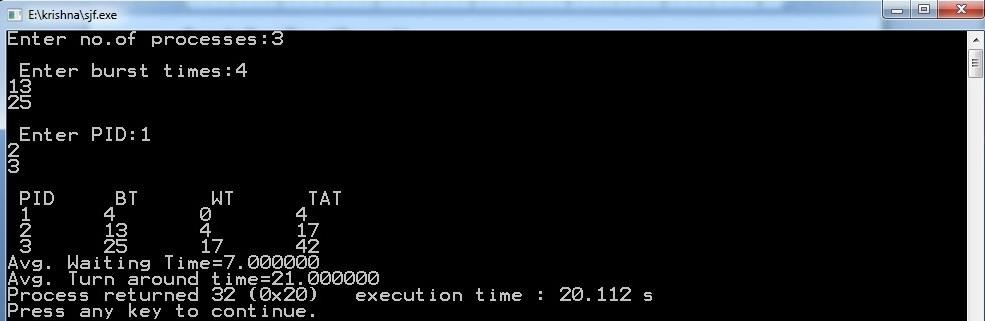 E:\krishna\sjf.exe
Enter no.of processes:3
Enter burst times:4
13
25
Enter PID:1
2
3
PID BT WT TAT
1 4 0 4
2 13 4 17
3 25 17 42
Avg. Waiting Time=7.000000
Avg. Turn around time=21.000000
Process returned 32 (0x20) execution time : 20.112 s
Press any key to continue.